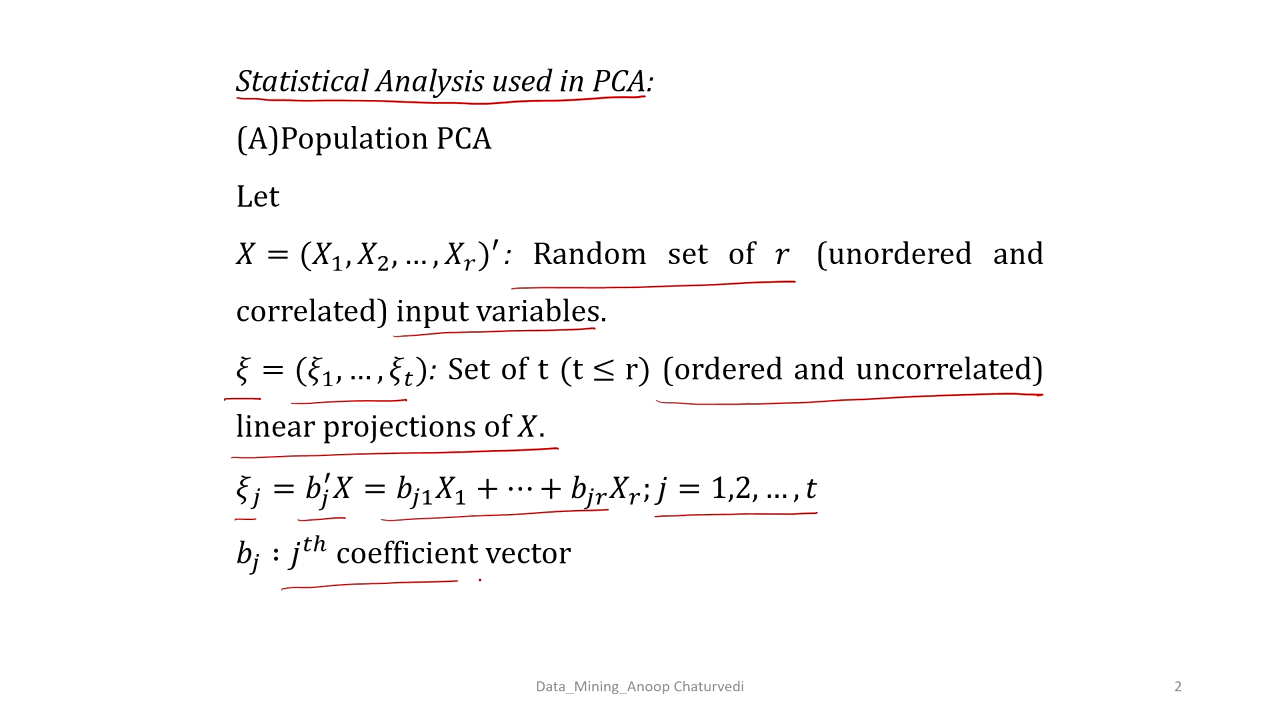 Statistical Analysis used in PCA:
(A)Population PCA
Let
X = (X₁, X₂, … , Xᵣ)′: Random set of r (unordered and
correlated) input variables.
ξ = (ξ₁, … , ξₜ): Set of t (t ≤ r) (ordered and uncorrelated)
linear projections of X.
ξⱼ = b′ⱼX = bⱼ₁X₁ + ⋯ + bⱼᵣXᵣ; j = 1,2, … , t
bⱼ : jᵗʰ coefficient vector
Data_Mining_Anoop Chaturvedi
2